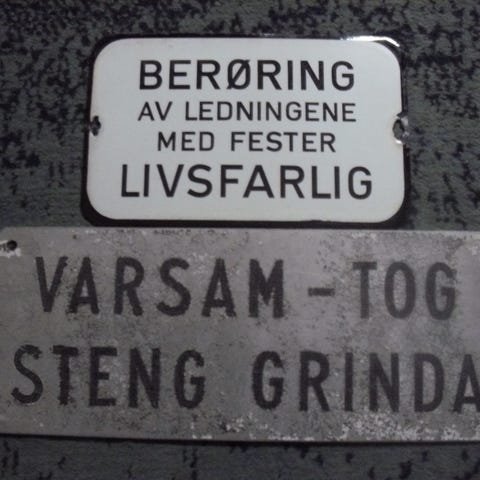 BERØRING
AV LEDNINGENE
MED FESTER
LIVSFARLIG
VARSAM - TOG
STENG GRINDA